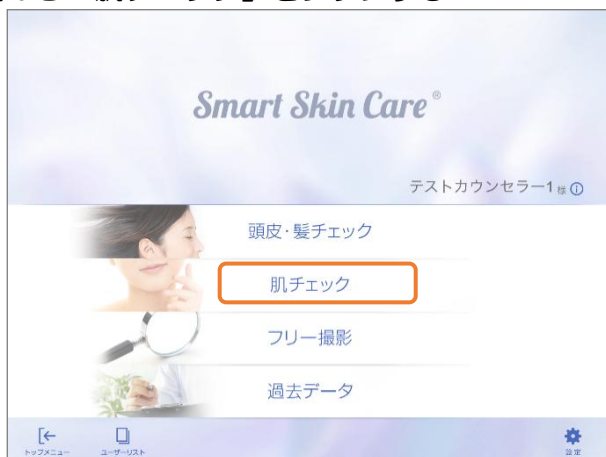 Smart Skin Care®
テストカウンセラー1 様
頭皮・髪チェック
肌チェック
フリー撮影
過去データ
トップメニュー
ユーザーリスト
設定